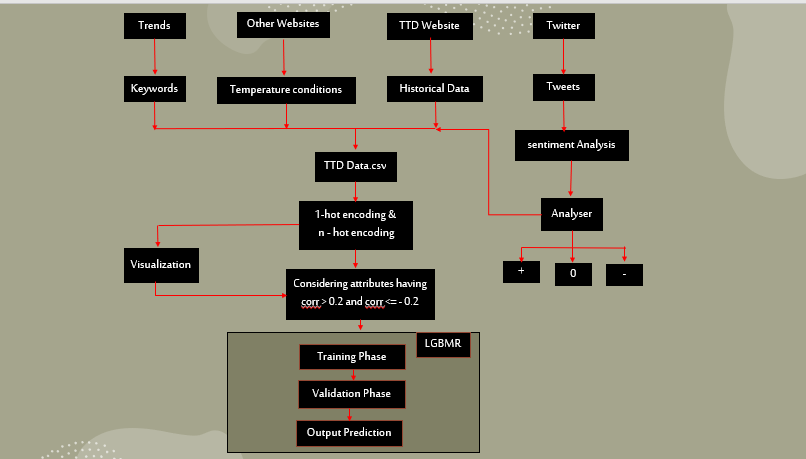 Trends
Other Websites
TTD Website
Twitter
Keywords
Temperature conditions
Historical Data
Tweets
sentiment Analysis
TTD Data.csv
1-hot encoding &
n - hot encoding
Analyser
Visualization
+
0
-
Considering attributes having
corr > 0.2 and corr <= - 0.2
LGBMR
Training Phase
Validation Phase
Output Prediction